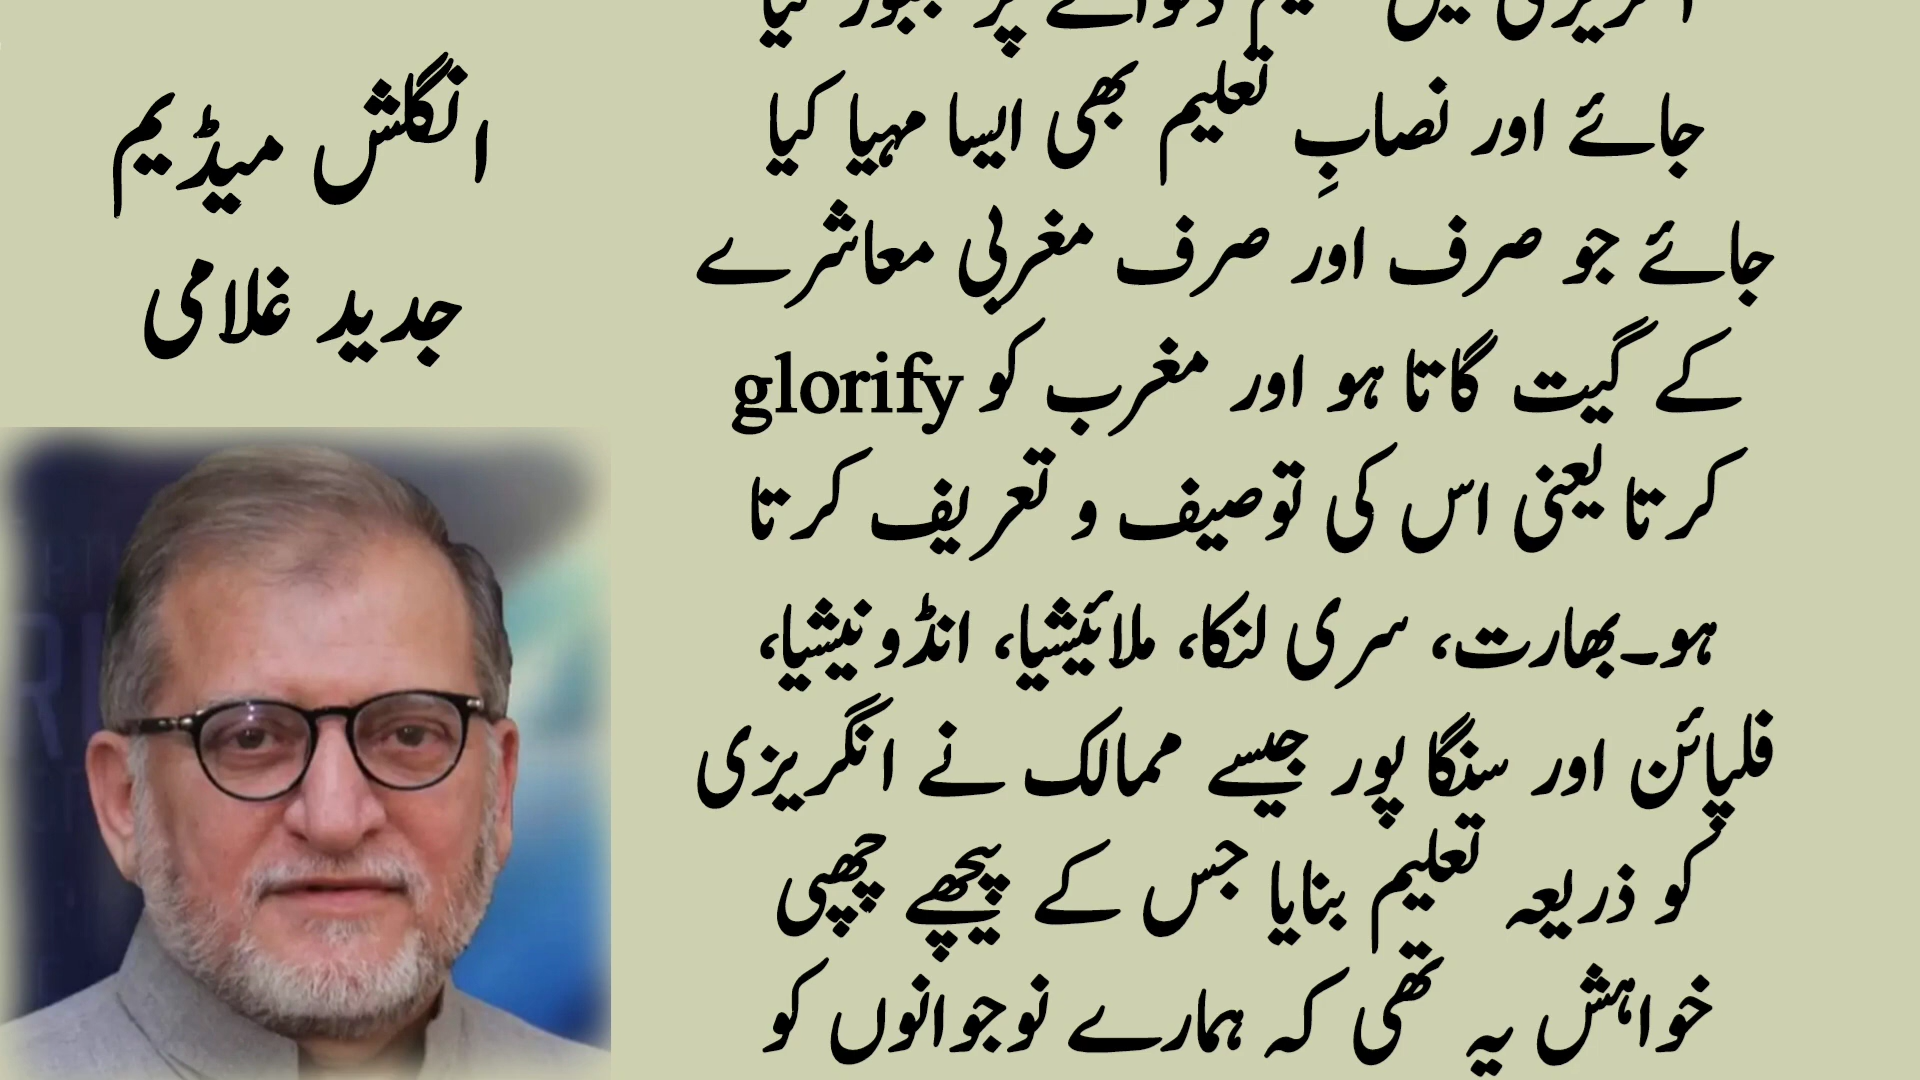 انگلش میڈیم
جدید غلامی
جائے اور نصابِ تعلیم بھی ایسا مہیا کیا
جائے جو صرف اور صرف مغربی معاشرے
کے گیت گاتا ہو اور مغرب کو glorify
کرتا یعنی اس کی توصیف و تعریف کرتا
ہو۔بھارت، سری لنکا، ملائیشیا، انڈونیشیا،
فلپائن اور سنگا پور جیسے ممالک نے انگریزی
کو ذریعہ تعلیم بنایا جس کے پیچھے چھپی
خواہش یہ تھی کہ ہمارے نوجوانوں کو